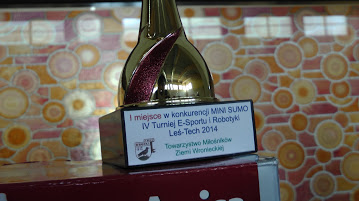 I miejsce w konkurencji MINI SUMO
IV Turniej E-Sportu i Robotyki
Leś-Tech 2014
Towarzystwo Miłośników
Ziemi Wronieckiej